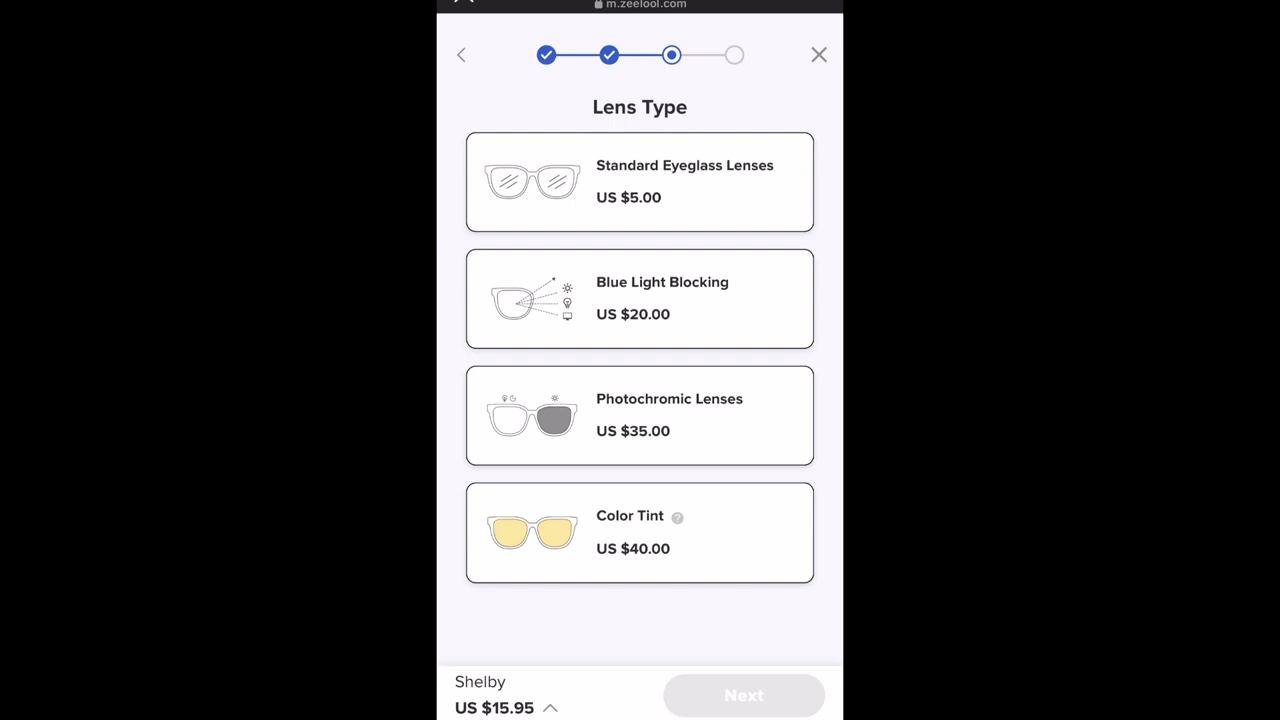 m.zeelool.com
Lens Type
Standard Eyeglass Lenses
US $5.00
Blue Light Blocking
US $20.00
Photochromic Lenses
US $35.00
Color Tint ?
US $40.00
Shelby
US $15.95
Next